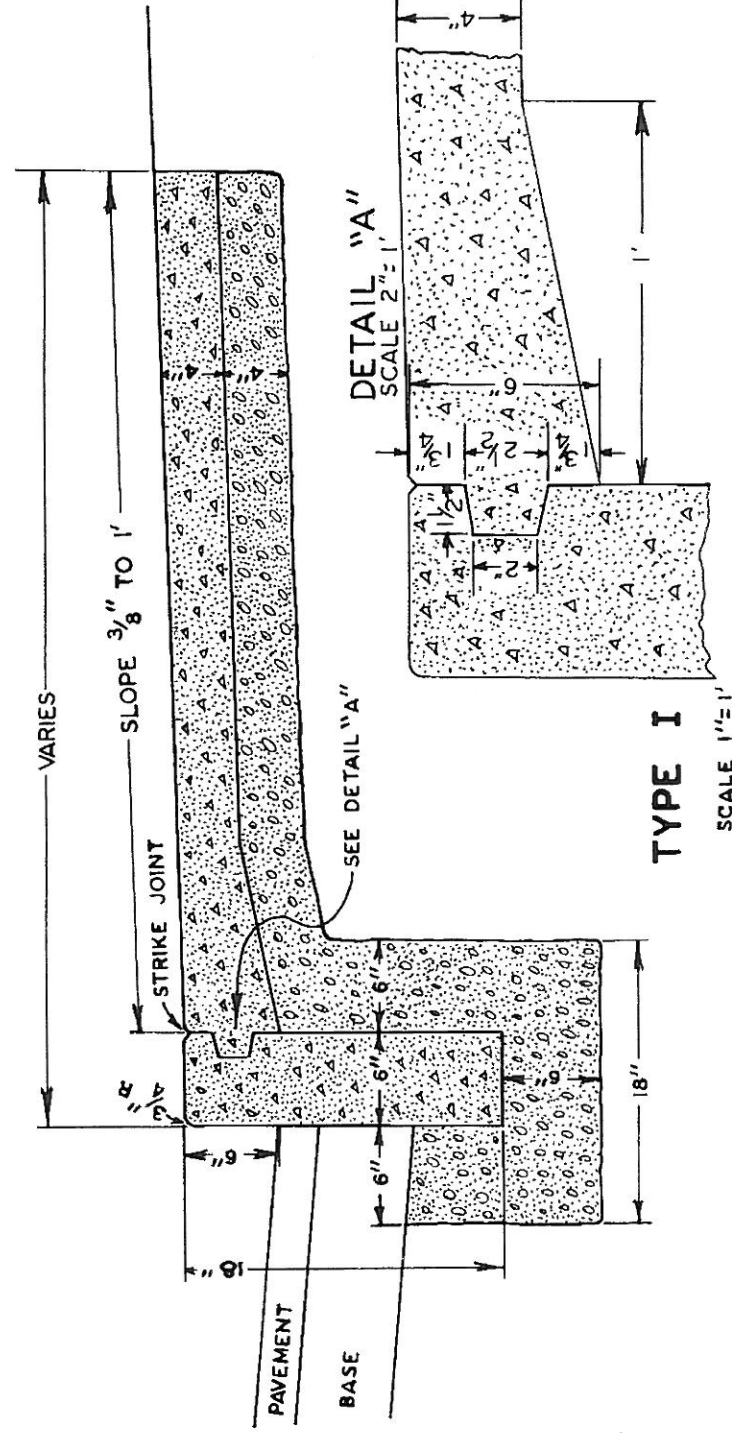 VARIES
SLOPE 3/8" TO 1'
STRIKE JOINT
3/4" R
4"
4"
SEE DETAIL "A"
6"
18"
6"
6"
6"
6"
18"
PAVEMENT
BASE
DETAIL "A"
SCALE 2"=1'
4"
1 3/4"
2 1/2"
1 3/4"
6"
1 1/2"
2"
1'
TYPE I
SCALE 1"=1'